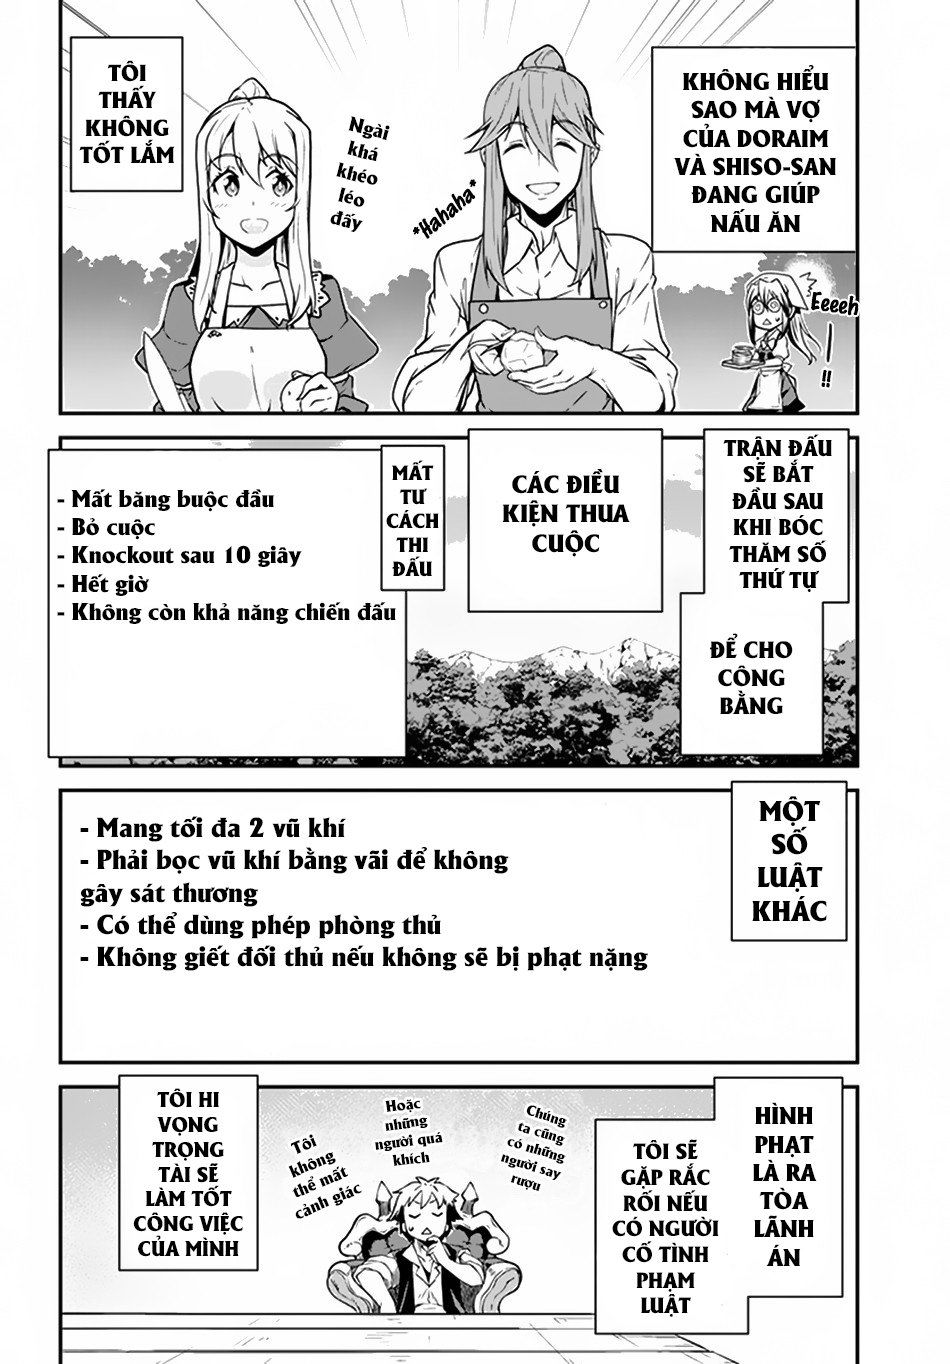 KHÔNG HIỂU
SAO MÀ VỢ
CỦA DORAIM
VÀ SHISO-SAN
ĐANG GIÚP
NẤU ĂN
Eeeeh
!!
*Hahaha*
Ngài
khá
khéo
léo
đấy
TÔI
THẤY
KHÔNG
TỐT LẮM
TRẬN ĐẤU
SẼ BẮT
ĐẦU SAU
KHI BÓC
THĂM SỐ
THỨ TỰ
ĐỂ CHO
CÔNG
BẰNG
CÁC ĐIỀU
KIỆN THUA
CUỘC
MẤT
TƯ
CÁCH
THI
ĐẤU
- Mất băng buộc đầu
- Bỏ cuộc
- Knockout sau 10 giây
- Hết giờ
- Không còn khả năng chiến đấu
MỘT
SỐ
LUẬT
KHÁC
- Mang tối đa 2 vũ khí
- Phải bọc vũ khí bằng vãi để không
gây sát thương
- Có thể dùng phép phòng thủ
- Không giết đối thủ nếu không sẽ bị phạt nặng
HÌNH
PHẠT
LÀ RA
TÒA
LÃNH
ÁN
TÔI SẼ
GẶP RẮC
RỐI NẾU
CÓ NGƯỜI
CỐ TÌNH
PHẠM
LUẬT
Chúng
ta cũng
có những
người say
rượu
Hoặc
những
người quá
khích
Tôi
không
thể mất
cảnh giác
TÔI HI
VỌNG
TRỌNG
TÀI SẼ
LÀM TỐT
CÔNG VIỆC
CỦA MÌNH